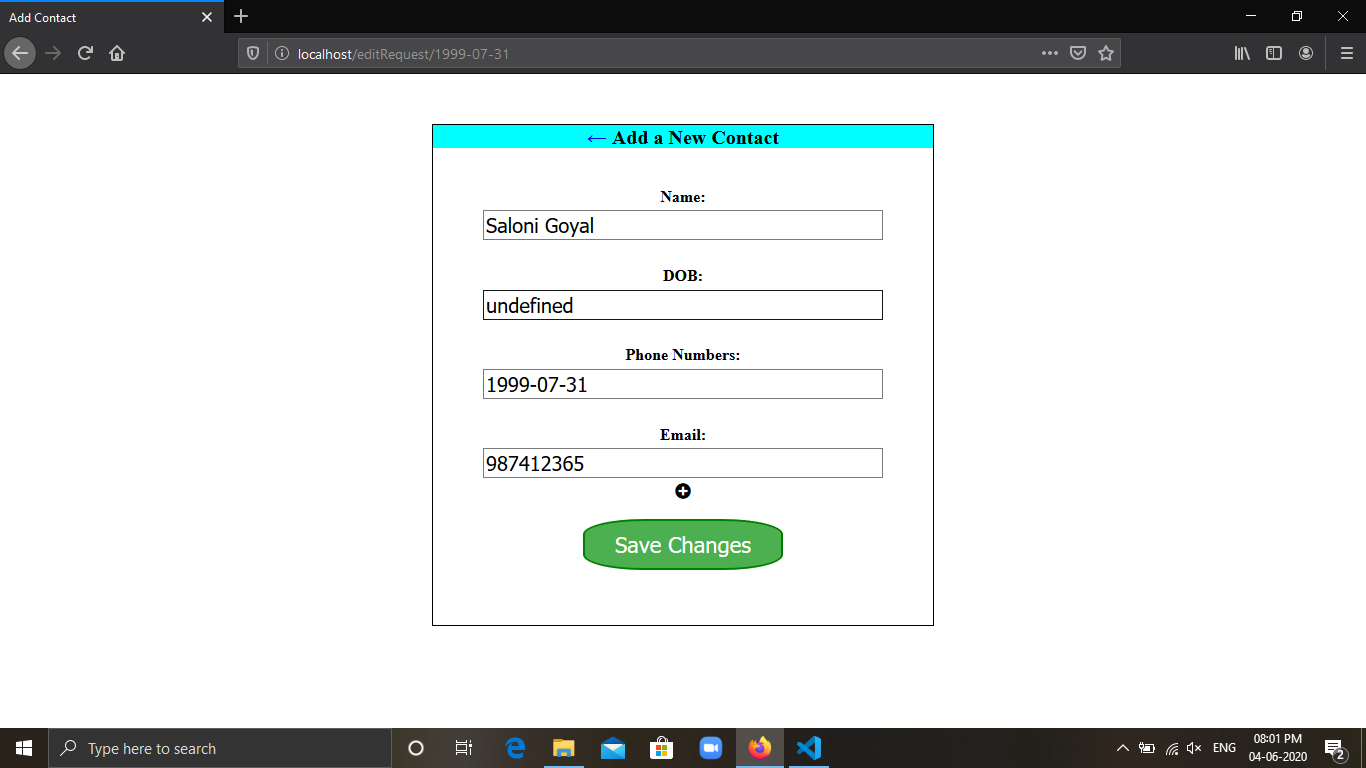 Add Contact
localhost/editRequest/1999-07-31
← Add a New Contact
Name:
Saloni Goyal
DOB:
undefined
Phone Numbers:
1999-07-31
Email:
987412365
Save Changes
Type here to search
ENG
08:01 PM
04-06-2020
2